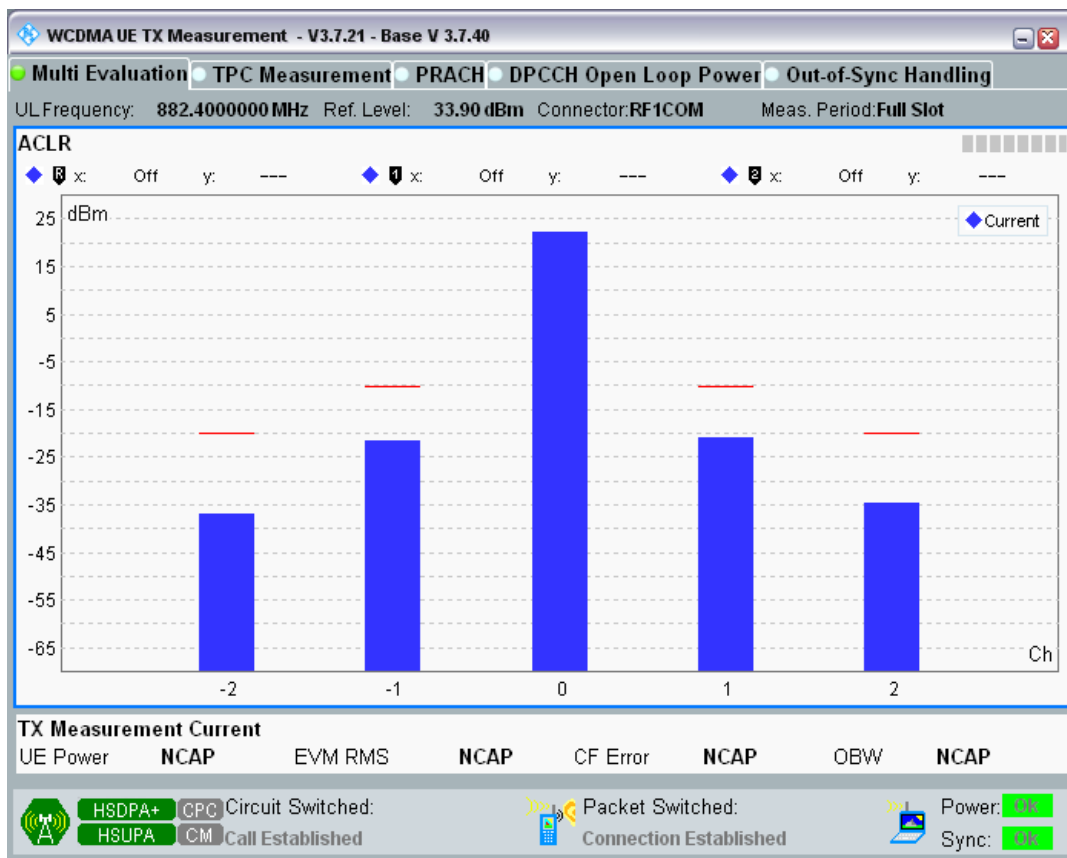 WCDMA UE TX Measurement - V3.7.21 - Base V 3.7.40
Multi Evaluation TPC Measurement PRACH DPCCH Open Loop Power Out-of-Sync Handling
UL Frequency: 882.4000000 MHz Ref. Level: 33.90 dBm Connector:RF1COM Meas. Period:Full Slot
ACLR
R x: Off y: --- 1 x: Off y: --- 2 x: Off y: ---
dBm
Current
25
15
5
-5
-15
-25
-35
-45
-55
-65
Ch
-2 -1 0 1 2
TX Measurement Current
UE Power NCAP EVM RMS NCAP CF Error NCAP OBW NCAP
HSDPA+ CPC Circuit Switched: Packet Switched: Power: Ok
HSUPA CM Call Established Connection Established Sync: Ok